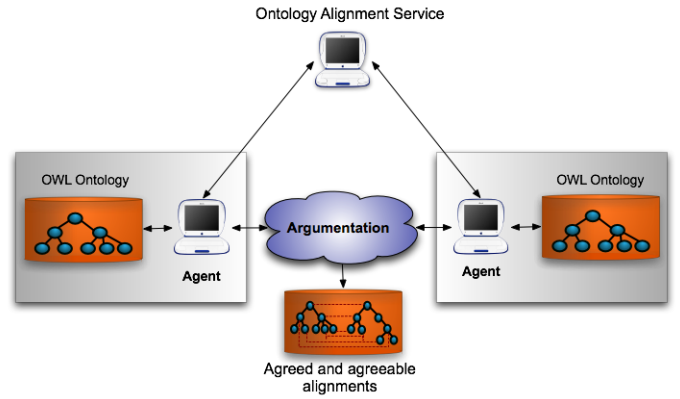 Ontology Alignment Service
OWL Ontology
OWL Ontology
Argumentation
Agent
Agent
Agreed and agreeable
alignments